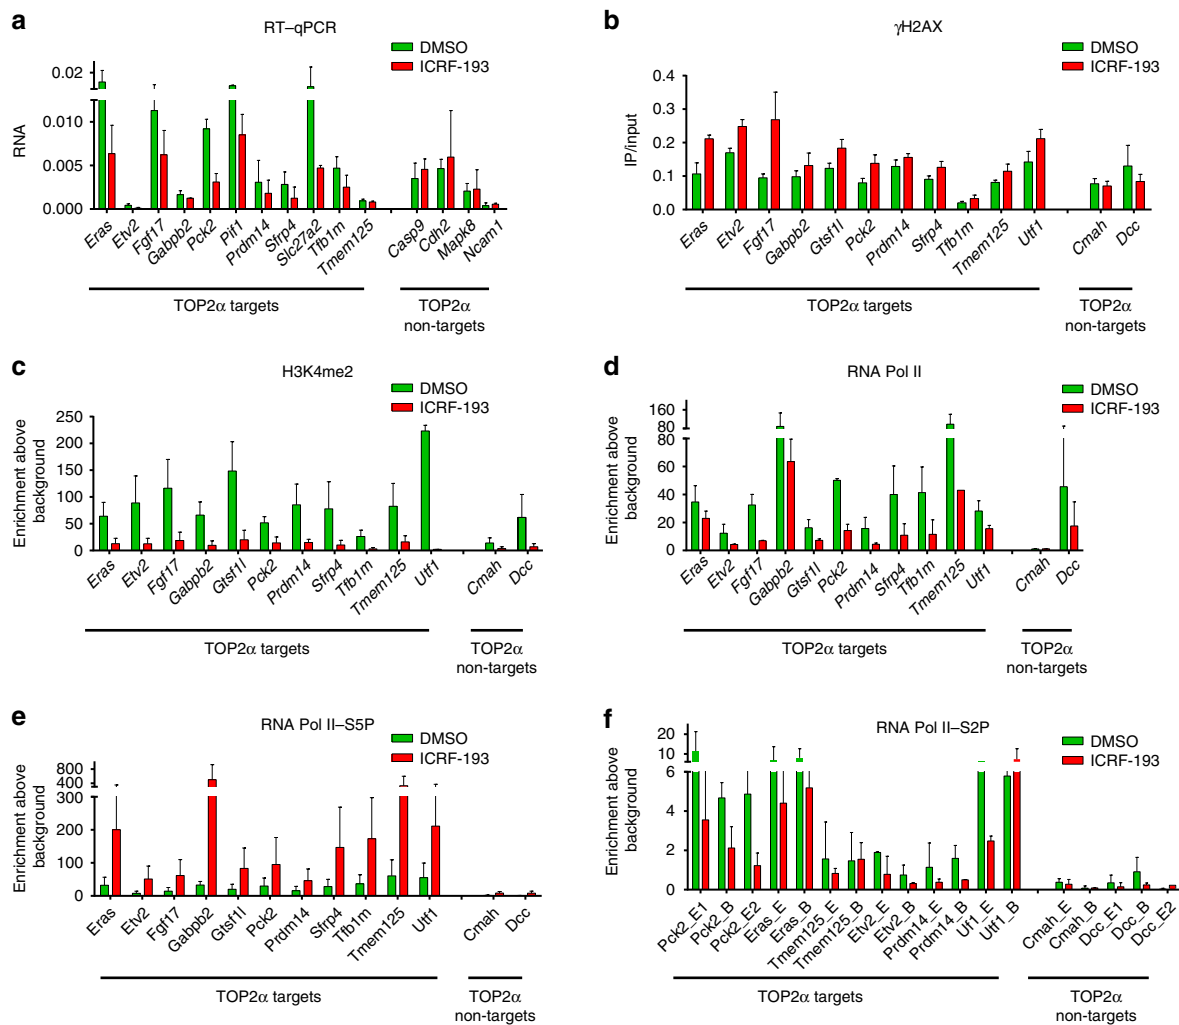 a
RT–qPCR
DMSO
ICRF-193
RNA
0.02
0.010
0.005
0.000
Eras
Etv2
Fgf17
Gabpb2
Pck2
Pif1
Prdm14
Sfrp4
Slc27a2
Tfb1m
Tmem125
Casp9
Cdh2
Mapk8
Ncam1
TOP2α targets
TOP2α
non-targets
b
γH2AX
DMSO
ICRF-193
IP/input
0.4
0.3
0.2
0.1
0.0
Eras
Etv2
Fgf17
Gabpb2
Gtsf1l
Pck2
Prdm14
Sfrp4
Tfb1m
Tmem125
Utf1
Cmah
Dcc
TOP2α targets
TOP2α
non-targets
c
H3K4me2
DMSO
ICRF-193
Enrichment above
background
250
200
150
100
50
0
Eras
Etv2
Fgf17
Gabpb2
Gtsf1l
Pck2
Prdm14
Sfrp4
Tfb1m
Tmem125
Utf1
Cmah
Dcc
TOP2α targets
TOP2α
non-targets
d
RNA Pol II
DMSO
ICRF-193
Enrichment above
background
160
80
80
60
40
20
0
Eras
Etv2
Fgf17
Gabpb2
Gtsf1l
Pck2
Prdm14
Sfrp4
Tfb1m
Tmem125
Utf1
Cmah
Dcc
TOP2α targets
TOP2α
non-targets
e
RNA Pol II–S5P
DMSO
ICRF-193
Enrichment above
background
800
400
300
200
100
0
Eras
Etv2
Fgf17
Gabpb2
Gtsf1l
Pck2
Prdm14
Sfrp4
Tfb1m
Tmem125
Utf1
Cmah
Dcc
TOP2α targets
TOP2α
non-targets
f
RNA Pol II–S2P
DMSO
ICRF-193
Enrichment above
background
20
10
6
4
2
0
Pck2_E1
Pck2_B
Pck2_E2
Eras_E
Eras_B
Tmem125_E
Tmem125_B
Etv2_E
Etv2_B
Prdm14_E
Prdm14_B
Uf1_E
Utf1_B
Cmah_E
Cmah_B
Dcc_E1
Dcc_B
Dcc_E2
TOP2α targets
TOP2α
non-targets